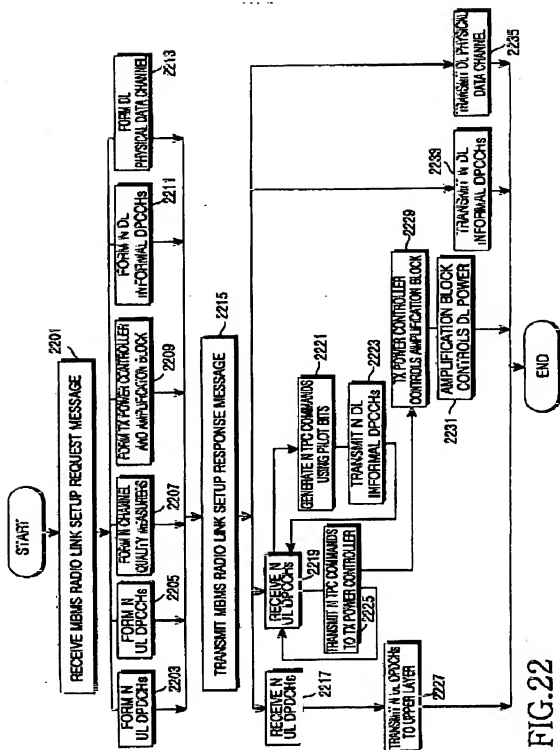 START
RECEIVE MBMS RADIO LINK SETUP REQUEST MESSAGE
2201
FORM N
UL DPDCHs
2203
FORM N
UL DPCCHs
2205
FORM N CHANNEL
QUALITY MEASURERS
2207
FORM TX POWER CONTROLLER
AND AMPLIFICATION BLOCK
2209
FORM N DL
INFORMAL DPCCHs
2211
FORM DL
PHYSICAL DATA CHANNEL
2213
TRANSMIT MBMS RADIO LINK SETUP RESPONSE MESSAGE
2215
RECEIVE N
UL DPDCHs
2217
RECEIVE N
UL DPCCHs
2219
GENERATE N TPC COMMANDS
USING PILOT BITS
2221
TRANSMIT N DL
INFORMAL DPCCHs
2223
TRANSMIT N TPC COMMANDS
TO TX POWER CONTROLLER
2225
TRANSMIT N UL DPDCHs
TO UPPER LAYER
2227
TX POWER CONTROLLER
CONTROLS AMPLIFICATION BLOCK
2229
AMPLIFICATION BLOCK
CONTROLS DL POWER
2231
TRANSMIT N DL
INFORMAL DPCCHs
2233
TRANSMIT DL PHYSICAL
DATA CHANNEL
2235
END
FIG.22